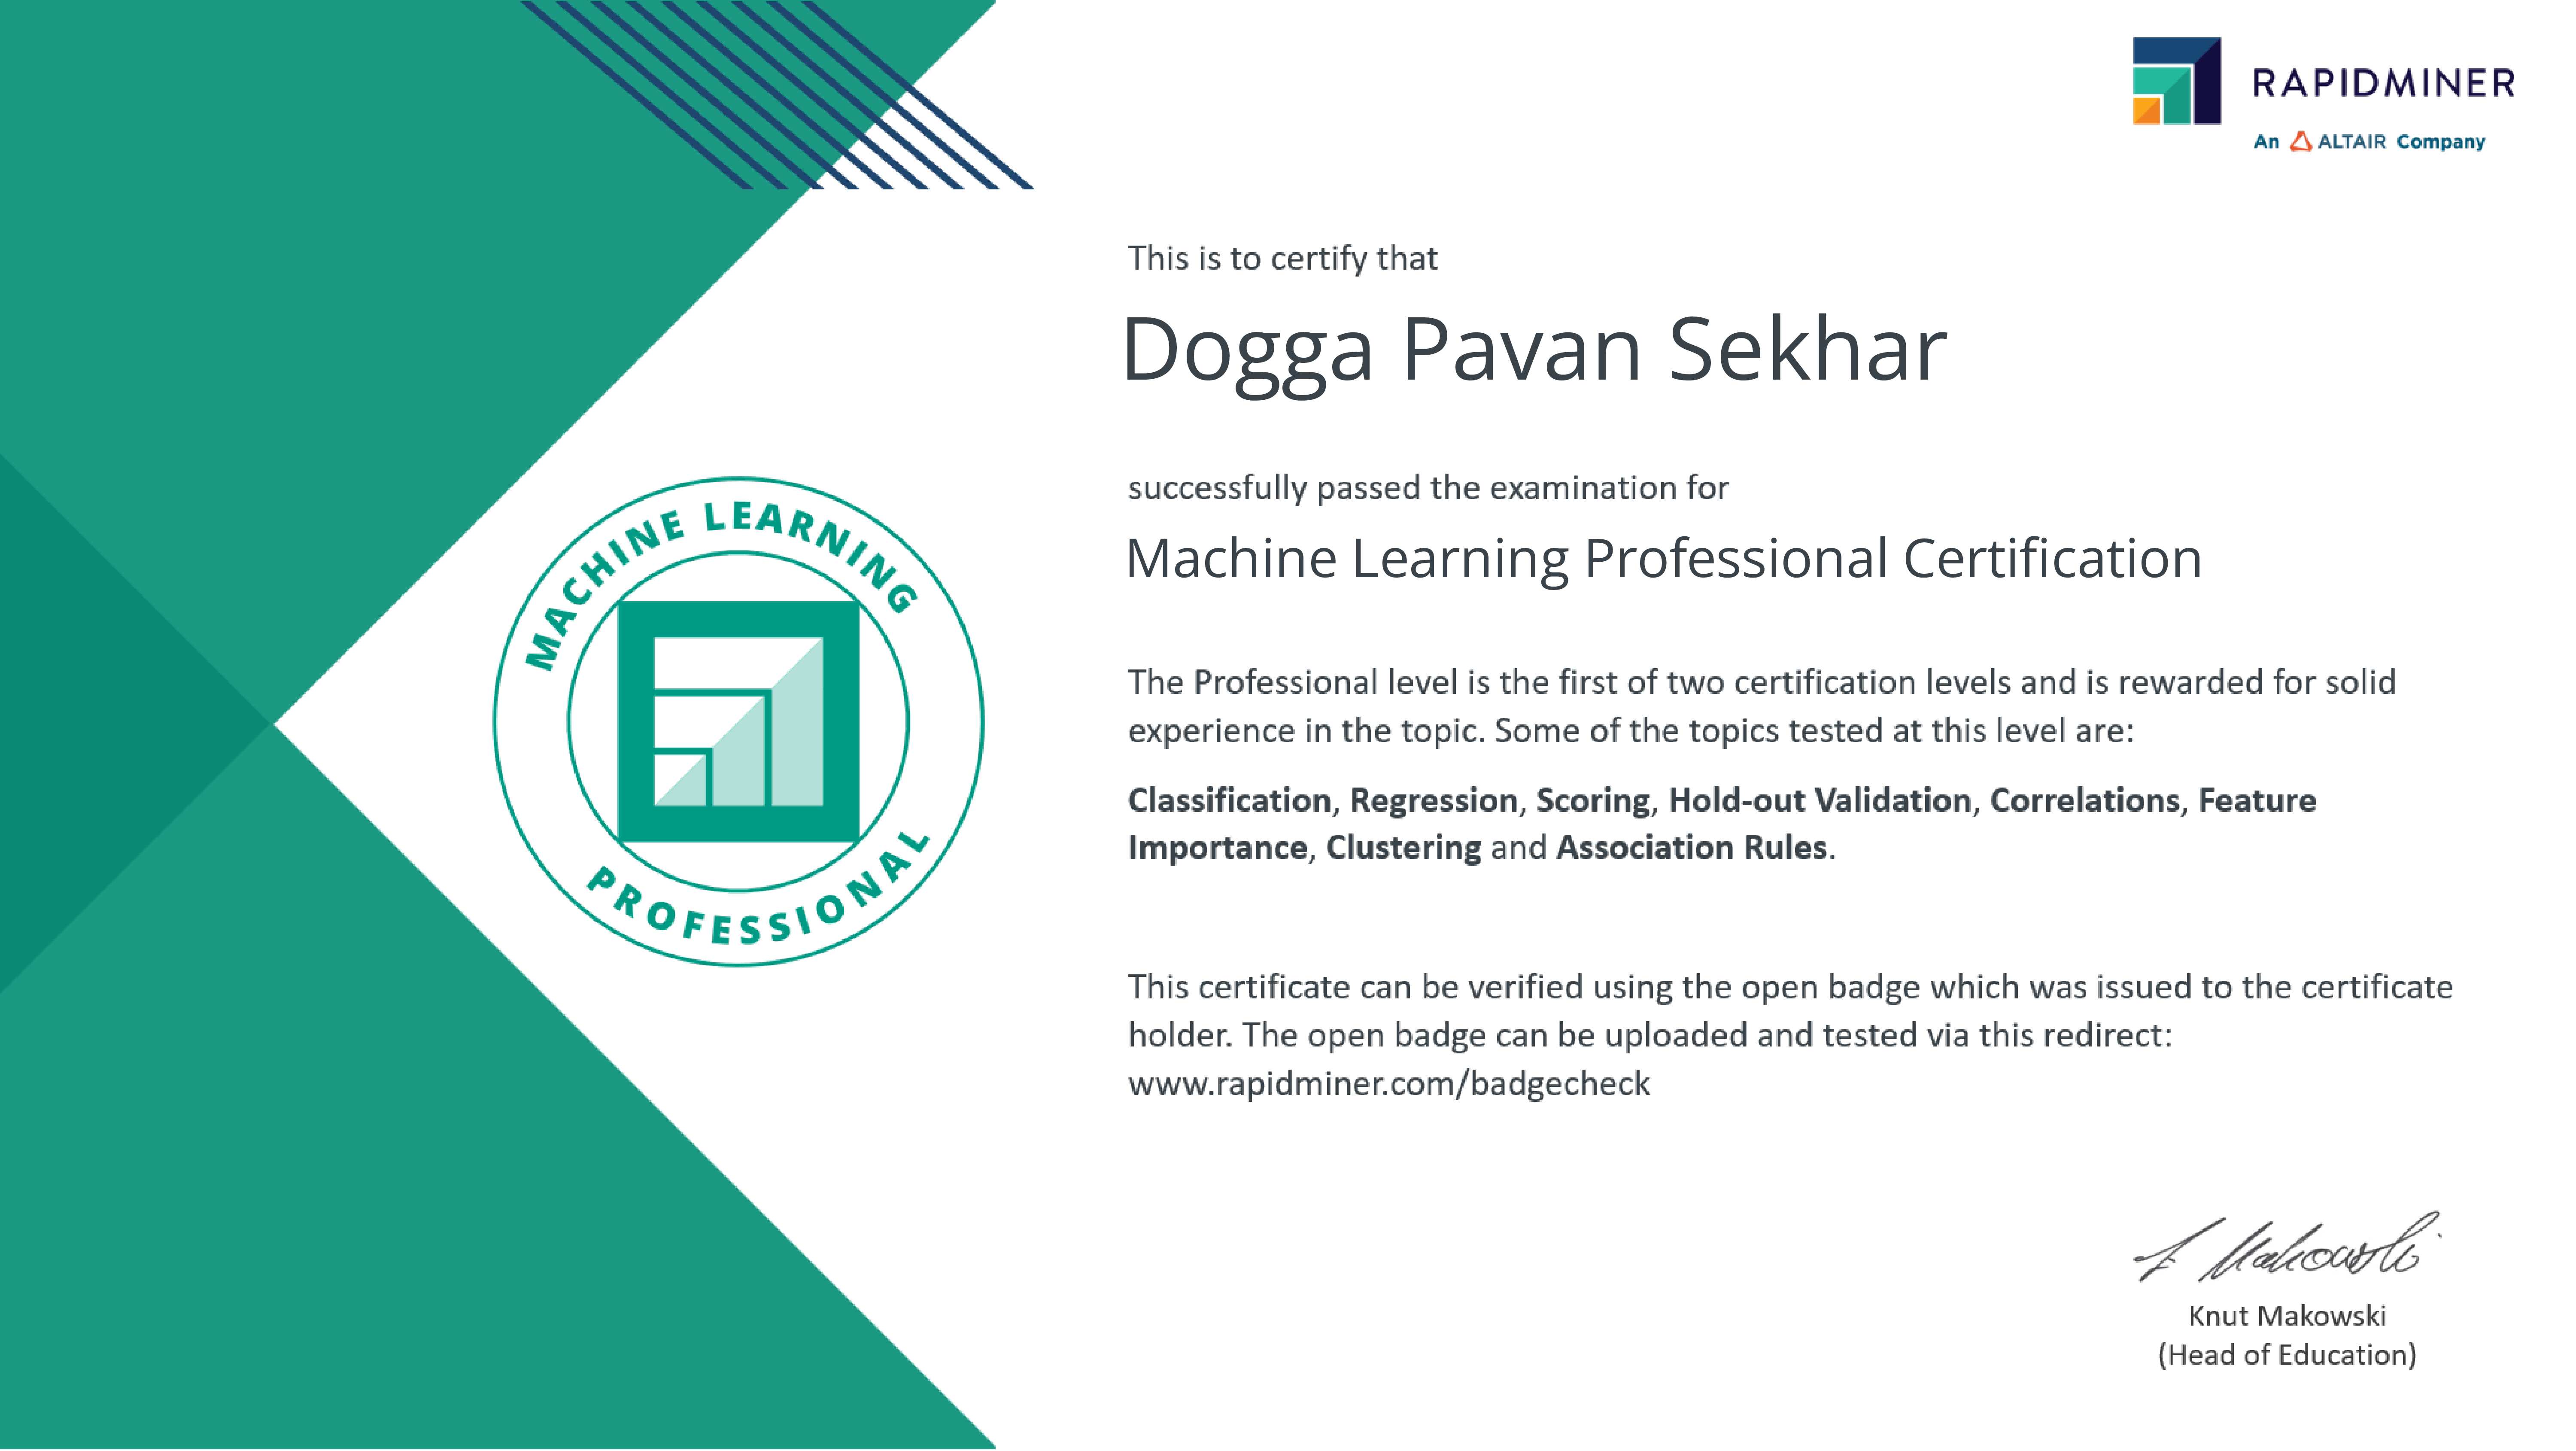 RAPIDMINER
An ALTAIR Company
This is to certify that
Dogga Pavan Sekhar
successfully passed the examination for
Machine Learning Professional Certification
MACHINE LEARNING
PROFESSIONAL
The Professional level is the first of two certification levels and is rewarded for solid
experience in the topic. Some of the topics tested at this level are:
Classification, Regression, Scoring, Hold-out Validation, Correlations, Feature
Importance, Clustering and Association Rules.
This certificate can be verified using the open badge which was issued to the certificate
holder. The open badge can be uploaded and tested via this redirect:
www.rapidminer.com/badgecheck
Knut Makowski
(Head of Education)